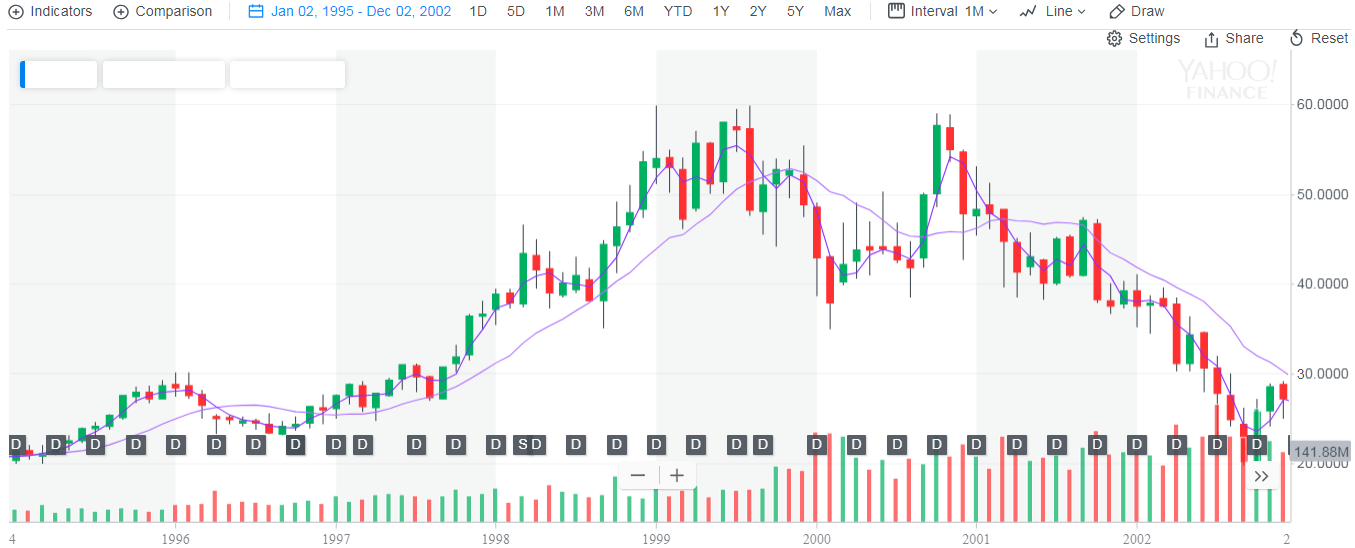 Indicators Comparison Jan 02, 1995 - Dec 02, 2002 1D 5D 1M 3M 6M YTD 1Y 2Y 5Y Max Interval 1M Line Draw
Settings Share Reset
YAHOO!
FINANCE
60.0000
50.0000
40.0000
30.0000
D D D D D D D D D D D D S D D D D D D D D D D D D D D D D D D D D
141.88M
20.0000
4 1996 1997 1998 1999 2000 2001 2002 2